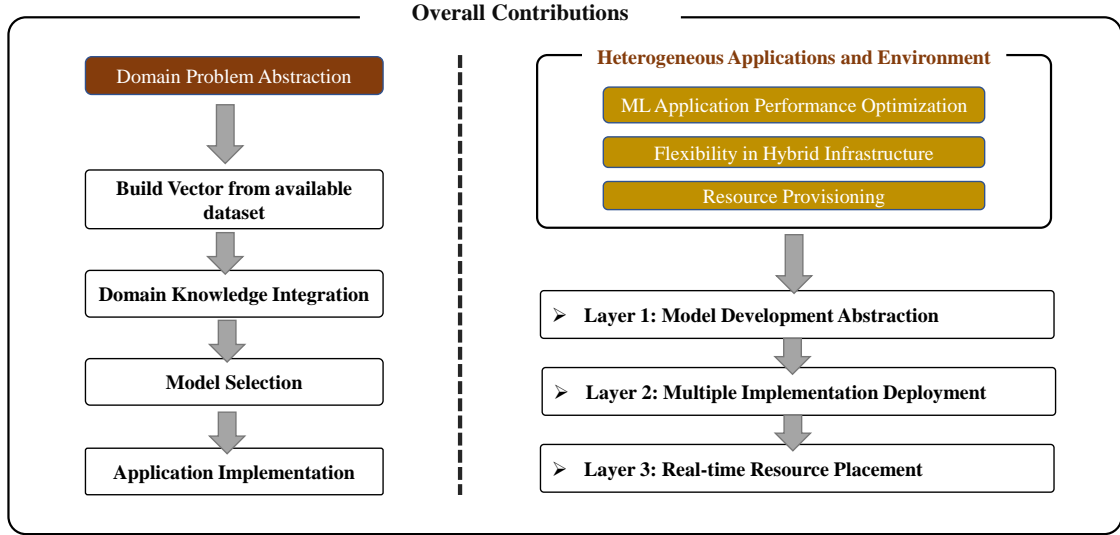 Overall Contributions
Domain Problem Abstraction
Build Vector from available
dataset
Domain Knowledge Integration
Model Selection
Application Implementation
Heterogeneous Applications and Environment
ML Application Performance Optimization
Flexibility in Hybrid Infrastructure
Resource Provisioning
➢ Layer 1: Model Development Abstraction
➢ Layer 2: Multiple Implementation Deployment
➢ Layer 3: Real-time Resource Placement